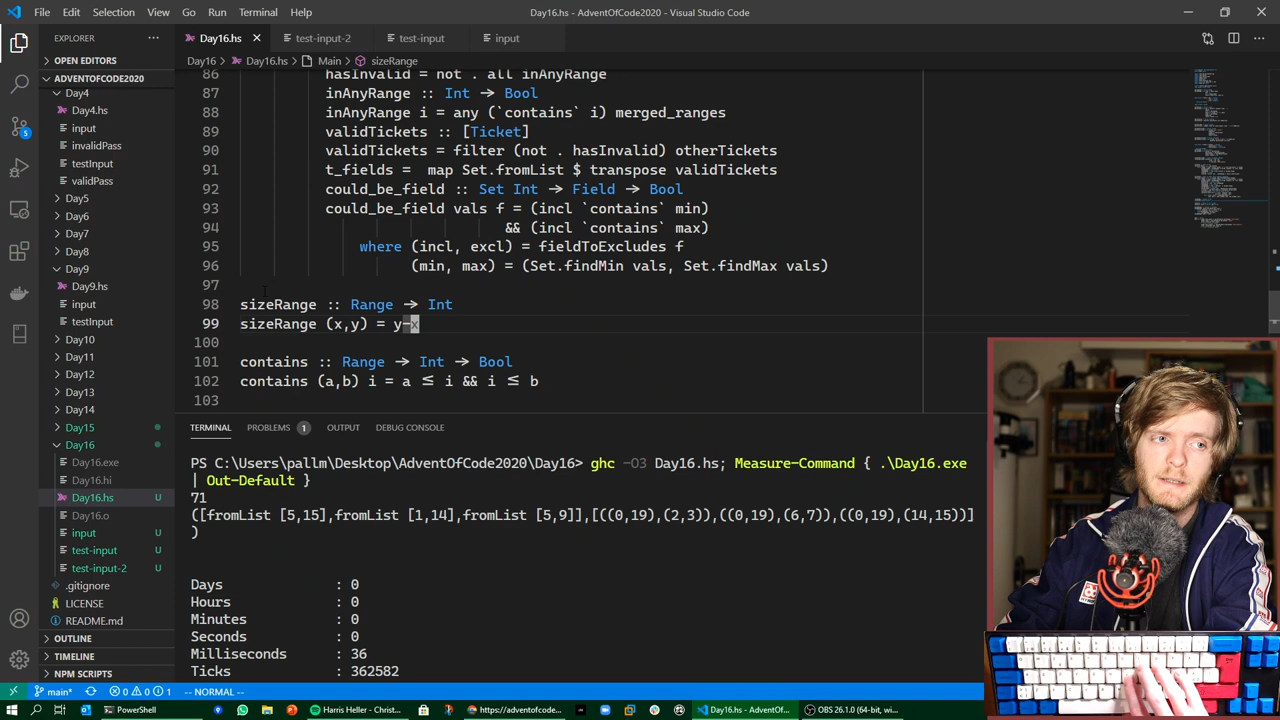 File Edit Selection View Go Run Terminal Help
Day16.hs - AdventOfCode2020 - Visual Studio Code
EXPLORER
Day16.hs
test-input-2
test-input
input
OPEN EDITORS
Day16 > Day16.hs > Main > sizeRange
ADVENTOFCODE2020
Day4
Day4.hs
input
invalidPass
testInput
validPass
Day5
Day6
Day7
Day8
Day9
Day9.hs
input
testInput
Day10
Day11
Day12
Day13
Day14
Day15
Day16
Day16.exe
Day16.hi
Day16.hs U
Day16.o
input U
test-input U
test-input-2 U
.gitignore
LICENSE
README.md
OUTLINE
TIMELINE
NPM SCRIPTS
5
86 hasInvalid = not . all inAnyRange
87 inAnyRange :: Int → Bool
88 inAnyRange i = any (`contains` i) merged_ranges
89 validTickets :: [Ticket]
90 validTickets = filter (not . hasInvalid) otherTickets
91 t_fields = map Set.fromList $ transpose validTickets
92 could_be_field :: Set Int → Field → Bool
93 could_be_field vals f = (incl `contains` min)
94 && (incl `contains` max)
95 where (incl, excl) = fieldToExcludes f
96 (min, max) = (Set.findMin vals, Set.findMax vals)
97
98 sizeRange :: Range → Int
99 sizeRange (x,y) = y-x
100
101 contains :: Range → Int → Bool
102 contains (a,b) i = a ≤ i && i ≤ b
103
TERMINAL PROBLEMS 1 OUTPUT DEBUG CONSOLE
PS C:\Users\pallm\Desktop\AdventOfCode2020\Day16> ghc -O3 Day16.hs; Measure-Command { .\Day16.exe
| Out-Default }
71
([fromList [5,15],fromList [1,14],fromList [5,9]],[((0,19),(2,3)),((0,19),(6,7)),((0,19),(14,15))]
)
Days : 0
Hours : 0
Minutes : 0
Seconds : 0
Milliseconds : 36
Ticks : 362582
main* 0 0 1 -- NORMAL --
PowerShell
Harris Heller - Christ...
https://adventofcode...
Day16.hs - AdventOf...
OBS 26.1.0 (64-bit, w...